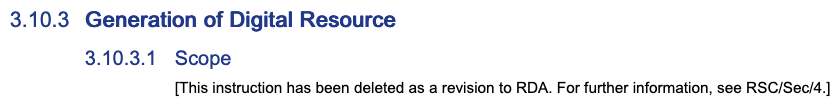 3.10.3 Generation of Digital Resource
3.10.3.1 Scope
[This instruction has been deleted as a revision to RDA. For further information, see RSC/Sec/4.]